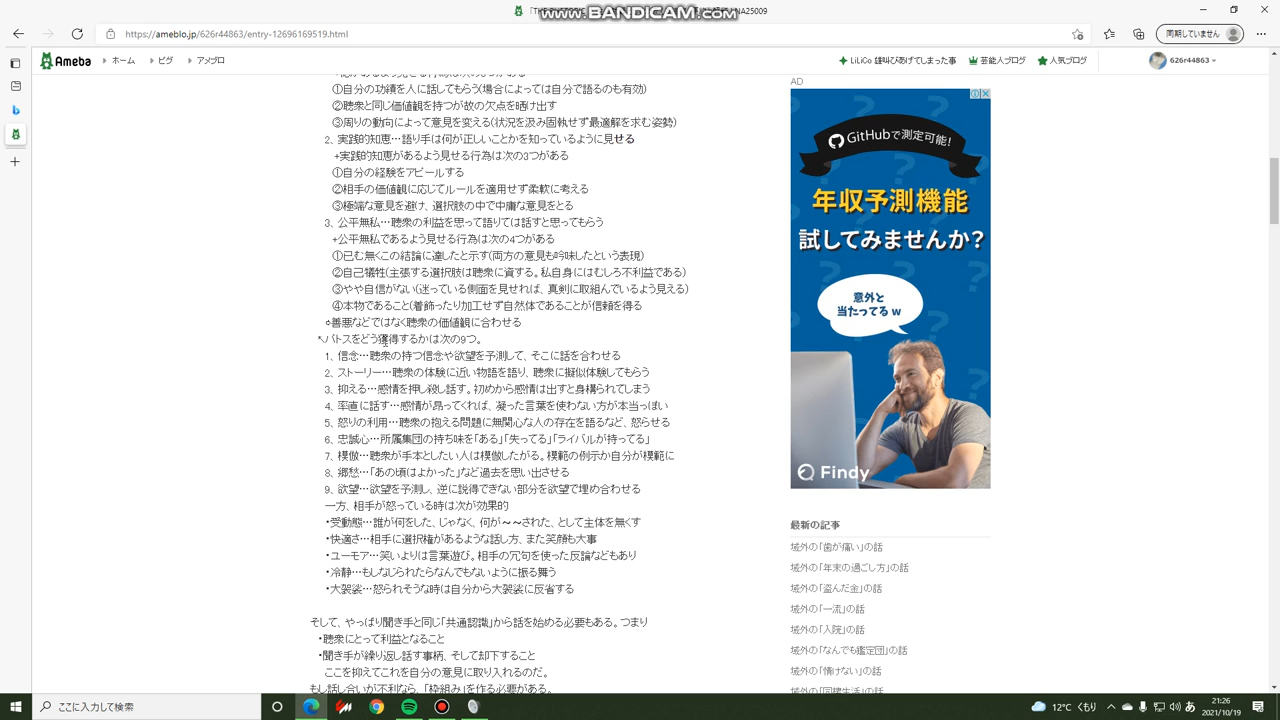 「THE
NA25009
www.BANDICAM.com
https://ameblo.jp/626r44863/entry-12696169519.html
同期していません
Ameba
ホーム
ピグ
アメブロ
LiLiCo 雄叫びあげてしまった事
芸能人ブログ
人気ブログ
626r44863
①自分の功績を人に話してもらう(場合によっては自分で語るのも有効)
②聴衆と同じ価値観を持つが故の欠点を晒け出す
③周りの動向によって意見を変える(状況を汲み固執せず最適解を求む姿勢)
2、実践的知恵…語り手は何が正しいことかを知っているように見せる
+実践的知恵があるよう見せる行為は次の3つがある
①自分の経験をアピールする
②相手の価値観に応じてルールを適用せず柔軟に考える
③極端な意見を避け、選択肢の中で中庸な意見をとる
3、公平無私…聴衆の利益を思って語りては話すと思ってもらう
+公平無私であるよう見せる行為は次の4つがある
①已む無くこの結論に達したと示す(両方の意見も吟味したという表現)
②自己犠牲(主張する選択肢は聴衆に資する。私自身にはむしろ不利益である)
③やや自信がない(迷っている側面を見せれば、真剣に取組んでいるよう見える)
④本物であること(着飾ったり加工せず自然体であることが信頼を得る
○善悪などではなく聴衆の価値観に合わせる
パトスをどう獲得するかは次の9つ。
1、信念…聴衆の持つ信念や欲望を予測して、そこに話を合わせる
2、ストーリー…聴衆の体験に近い物語を語り、聴衆に擬似体験してもらう
3、抑える…感情を押し殺し話す。初めから感情は出すと身構られてしまう
4、率直に話す…感情が昂ってくれば、凝った言葉を使わない方が本当っぽい
5、怒りの利用…聴衆の抱える問題に無関心な人の存在を語るなど、怒らせる
6、忠誠心…所属集団の持ち味を「ある」「失ってる」「ライバルが持ってる」
7、模倣…聴衆が手本としたい人は模倣したがる。模範の例示か自分が模範に
8、郷愁…「あの頃はよかった」など過去を思い出させる
9、欲望…欲望を予測し、逆に説得できない部分を欲望で埋め合わせる
一方、相手が怒っている時は次が効果的
・受動態…誰が何をした、じゃなく、何が～～された、として主体を無くす
・快適さ…相手に選択権があるような話し方、また笑顔も大事
・ユーモア…笑いよりは言葉遊び。相手の冗句を使った反論などもあり
・冷静…もしなじられたらなんでもないように振る舞う
・大袈裟…怒られそうな時は自分から大袈裟に反省する
そして、やっぱり聞き手と同じ「共通認識」から話を始める必要もある。つまり
・聴衆にとって利益となること
・聞き手が繰り返し話す事柄、そして却下すること
ここを抑えてこれを自分の意見に取り入れるのだ。
もし話し合いが不利なら、「枠組み」を作る必要がある。
AD
GitHubで測定可能!
年収予測機能
試してみませんか?
意外と
当たってるw
Findy
最新の記事
域外の「歯が痛い」の話
域外の「年末の過ごし方」の話
域外の「盗んだ金」の話
域外の「一流」の話
域外の「入院」の話
域外の「なんでも鑑定団」の話
域外の「情けない」の話
域外の「同棲生活」の話
ここに入力して検索
12℃ くもり
あ
21:26
2021/10/19